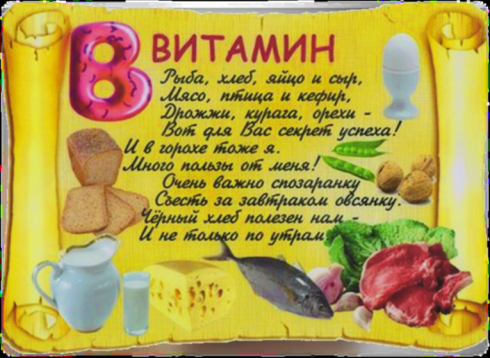 В ВИТАМИН
Рыба, хлеб, яйцо и сыр,
Мясо, птица и кефир,
Дрожжи, курага, орехи -
Вот для Вас секрет успеха!
И в горохе тоже я.
Много пользы от меня!
Очень важно спозаранку
Съесть за завтраком овсянку.
Чёрный хлеб полезен нам -
И не только по утрам